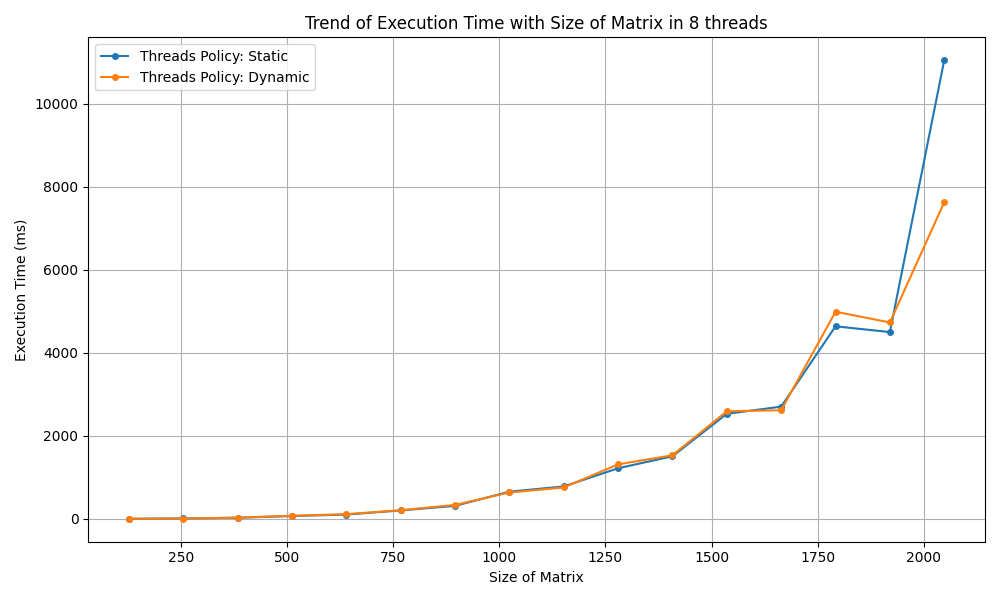 Trend of Execution Time with Size of Matrix in 8 threads
Threads Policy: Static
Threads Policy: Dynamic
Execution Time (ms)
10000
8000
6000
4000
2000
0
250 500 750 1000 1250 1500 1750 2000
Size of Matrix